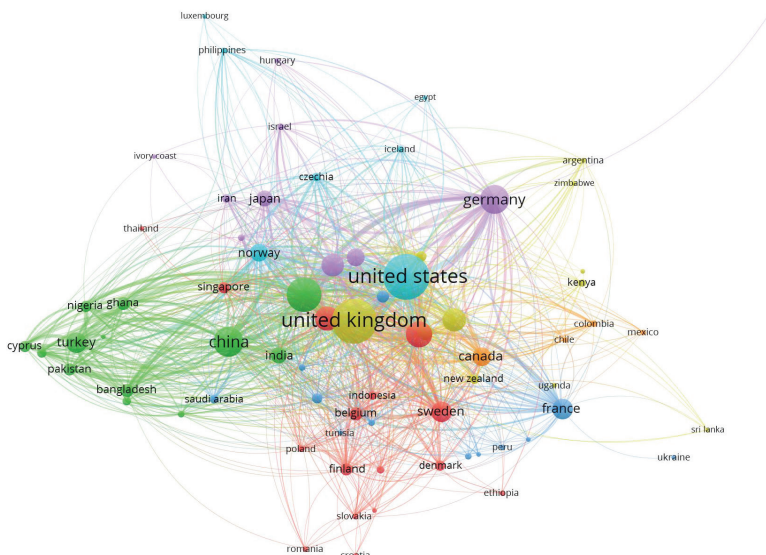 luxembourg
philippines
hungary
egypt
israel
iceland
ivory coast
argentina
czechia
zimbabwe
iran
japan
germany
thailand
norway
united states
singapore
kenya
nigeria
ghana
united kingdom
colombia
mexico
cyprus
turkey
china
chile
india
canada
pakistan
new zealand
bangladesh
uganda
saudi arabia
indonesia
belgium
sweden
france
tunisia
sri lanka
poland
peru
ukraine
finland
denmark
ethiopia
slovakia
romania
croatia